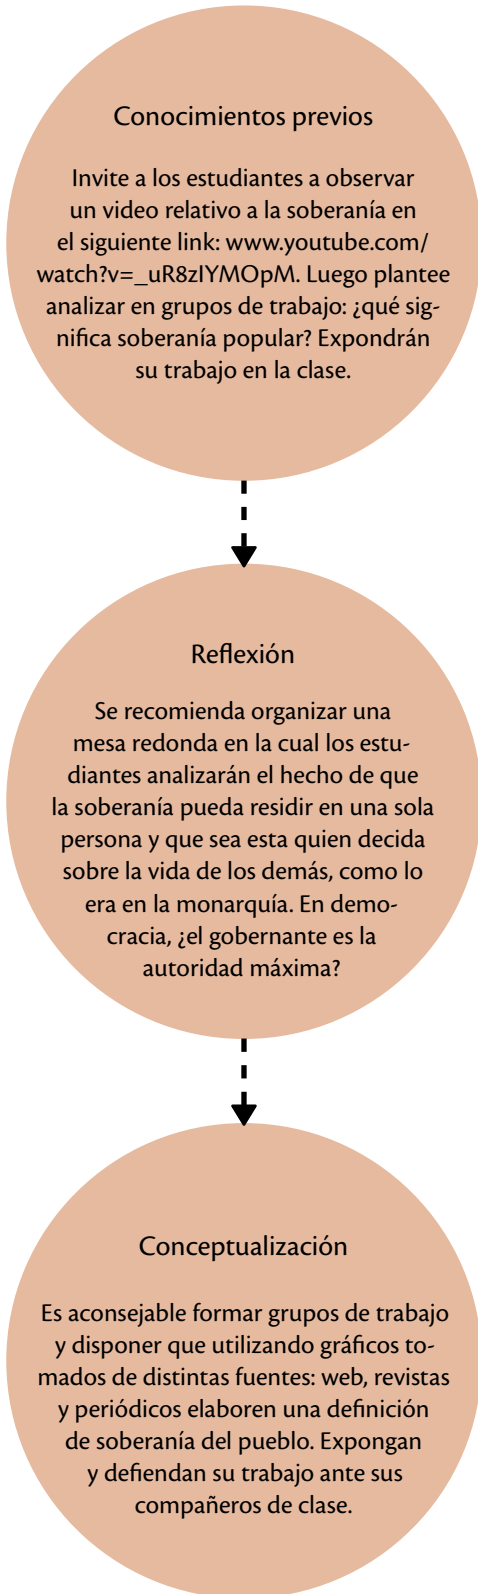 Conocimientos previos
Invite a los estudiantes a observar
un video relativo a la soberanía en
el siguiente link: www.youtube.com/
watch?v=_uR8zIYMOpM. Luego plantee
analizar en grupos de trabajo: ¿qué sig-
nifica soberanía popular? Expondrán
su trabajo en la clase.
Reflexión
Se recomienda organizar una
mesa redonda en la cual los estu-
diantes analizarán el hecho de que
la soberanía pueda residir en una sola
persona y que sea esta quien decida
sobre la vida de los demás, como lo
era en la monarquía. En demo-
cracia, ¿el gobernante es la
autoridad máxima?
Conceptualización
Es aconsejable formar grupos de trabajo
y disponer que utilizando gráficos to-
mados de distintas fuentes: web, revistas
y periódicos elaboren una definición
de soberanía del pueblo. Expongan
y defiendan su trabajo ante sus
compañeros de clase.